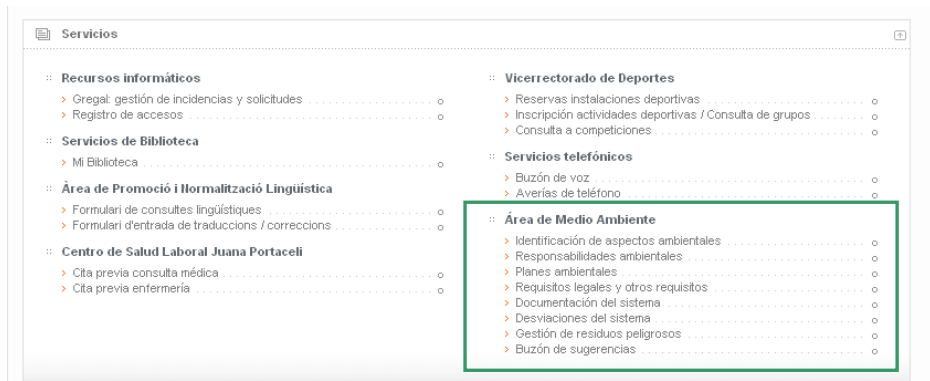 Servicios
Recursos informáticos
Gregal: gestión de incidencias y solicitudes
Registro de accesos
Servicios de Biblioteca
Mi Biblioteca
Àrea de Promoció i Normalització Lingüística
Formulari de consultes lingüístiques
Formulari d'entrada de traduccions / correccions
Centro de Salud Laboral Juana Portaceli
Cita previa consulta médica
Cita previa enfermería
Vicerrectorado de Deportes
Reservas instalaciones deportivas
Inscripción actividades deportivas / Consulta de grupos
Consulta a competiciones
Servicios telefónicos
Buzón de voz
Averías de teléfono
Área de Medio Ambiente
Identificación de aspectos ambientales
Responsabilidades ambientales
Planes ambientales
Requisitos legales y otros requisitos
Documentación del sistema
Desviaciones del sistema
Gestión de residuos peligrosos
Buzón de sugerencias